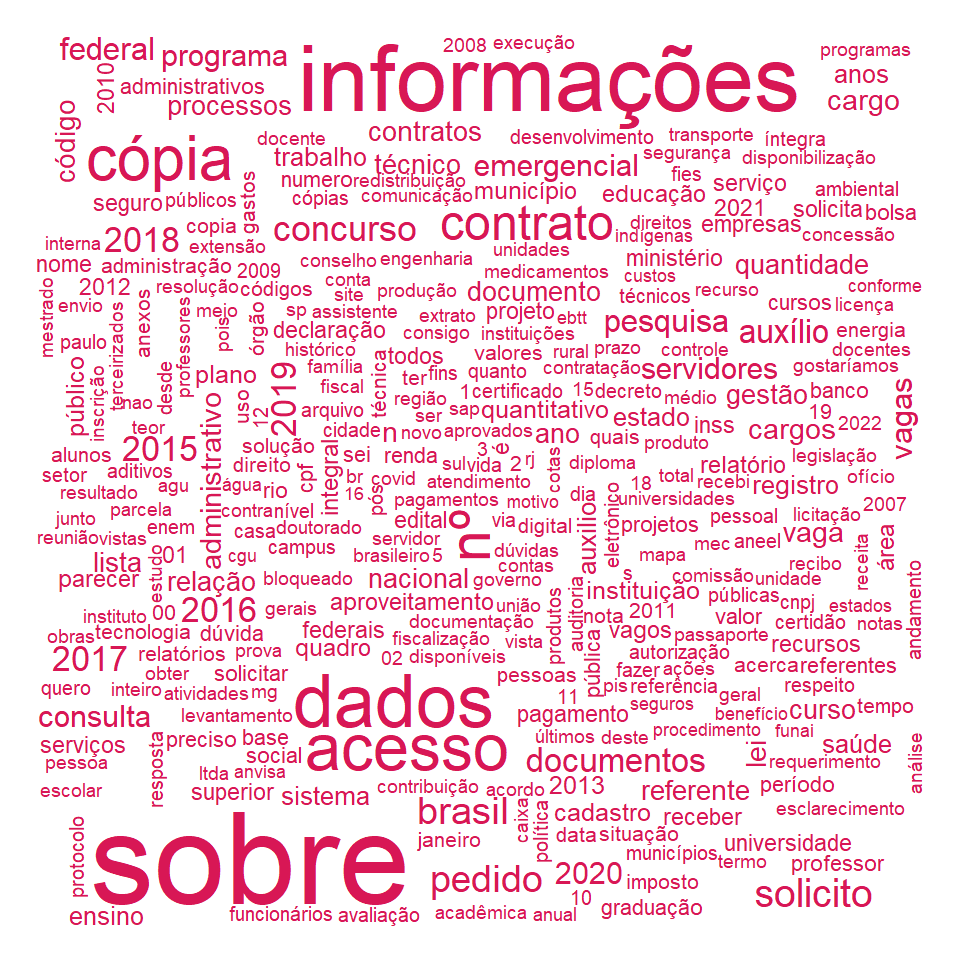 2008 execução
federal programa informações programas
2010 administrativos anos
processos cargo
código
docente contratos desenvolvimento transporte íntegra
cópia trabalho técnico emergencial segurança disponibilização
numero redistribuição fies
seguro públicos gastos cópias comunicação município educação serviço ambiental
copia concurso contrato direitos 2021 empresas solicita bolsa
interna 2018 extensão unidades indígenas concessão
nome administração 2009 conselho engenharia ministério quantidade
2012 resolução códigos conta medicamentos custos conforme
mestrado envio anexos meio site produção documento técnicos recurso cursos licença
paulo terceirizados professores pois órgão sp assistente extrato projeto ebtt pesquisa auxílio energia
declaração consigo instituições
público inscrição nao desde histórico todos valores rural prazo controle docentes
plano uso 2019 família técnica ter fins quanto contratação servidores gostaríamos
fiscal região 1 certificado 15 decreto médio gestão banco vagas
teor administrativo 12 arquivo ser sap quantitativo estado inss 19 2022
alunos 2015 solução cidade n novo aprovados e ano quais produto cargos
setor aditivos direito cpf integral sei renda 3 cotas relatório legislação
resultado agu água rio br covid sul vida 2 rj diploma 18 total recebi registro ofício
junto parcela contra nível 16 pós pagamentos atendimento motivo dia universidades 2007
reunião vistas enem casa doutorado edital no via digital auxilio eletrônico projetos pessoal licitação
lista 01 cgu campus servidor brasileiro 5 dúvidas mapa mec aneel vaga receita área
parecer estudo relação bloqueado nacional governo contas s comissão unidade recibo
instituto 00 2016 gerais aproveitamento união produtos auditoria instituição públicas cnpj estados andamento
obras tecnologia dúvida federais documentação nota 2011 valor certidão notas
2017 relatórios prova quadro fiscalização vista pública vagos passaporte recursos
obter solicitar 02 disponíveis fazer autorização ações acerca referentes
quero inteiro atividades mg pessoas 11 pis referência geral respeito
consulta levantamento dados pagamento seguros benefício curso tempo
serviços preciso base acesso últimos deste procedimento funai
pessoa resposta social documentos lei saúde
ltda anvisa requerimento análise
escolar superior sistema contribuição acordo 2013 referente período
brasil caixa política cadastro receber esclarecimento
protocolo sobre janeiro data situação universidade
municípios termo professor
pedido 2020 imposto solicito
10
ensino funcionários avaliação acadêmica anual graduação